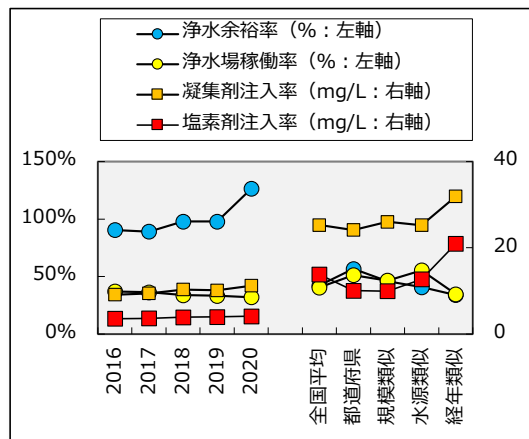 浄水余裕率（%：左軸）
浄水場稼働率（%：左軸）
凝集剤注入率（mg/L：右軸）
塩素剤注入率（mg/L：右軸）
150%
100%
50%
0%
40
20
0
2016
2017
2018
2019
2020
全国平均
都道府県
規模類似
水源類似
経年類似